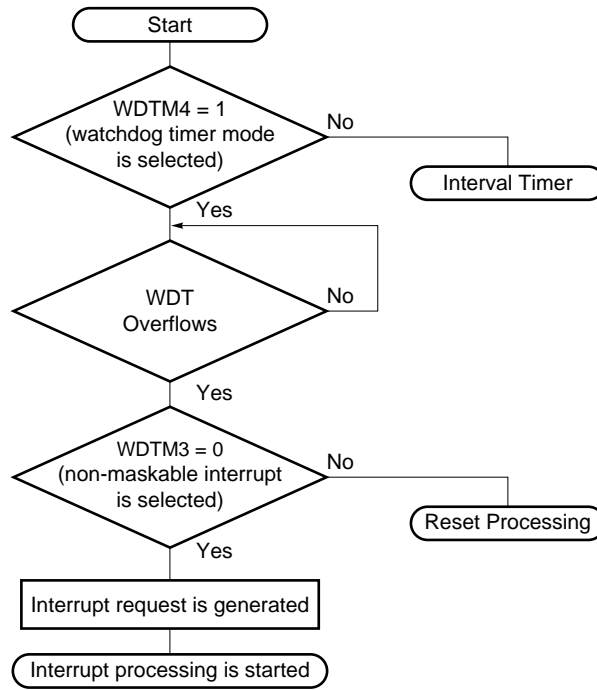 Start
WDTM4 = 1
(watchdog timer mode
is selected)
No
Interval Timer
Yes
WDT
Overflows
No
Yes
WDTM3 = 0
(non-maskable interrupt
is selected)
No
Reset Processing
Yes
Interrupt request is generated
Interrupt processing is started